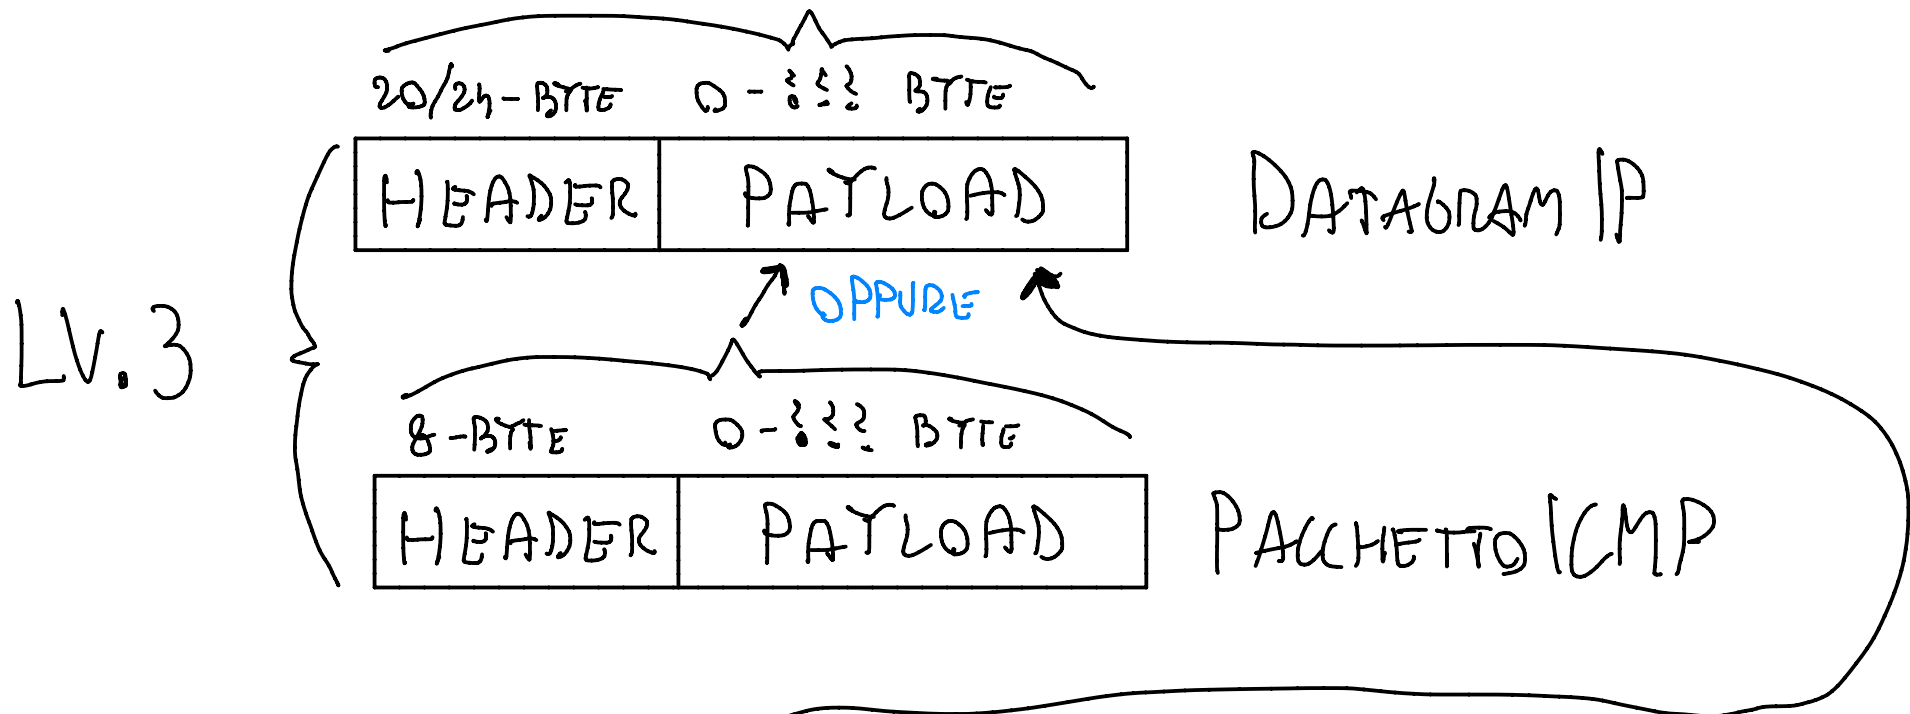 20/24-BYTE 0-??? BYTE
HEADER PAYLOAD DATAGRAM IP
OPPURE
LV.3
8-BYTE 0-??? BYTE
HEADER PAYLOAD PACCHETTO ICMP